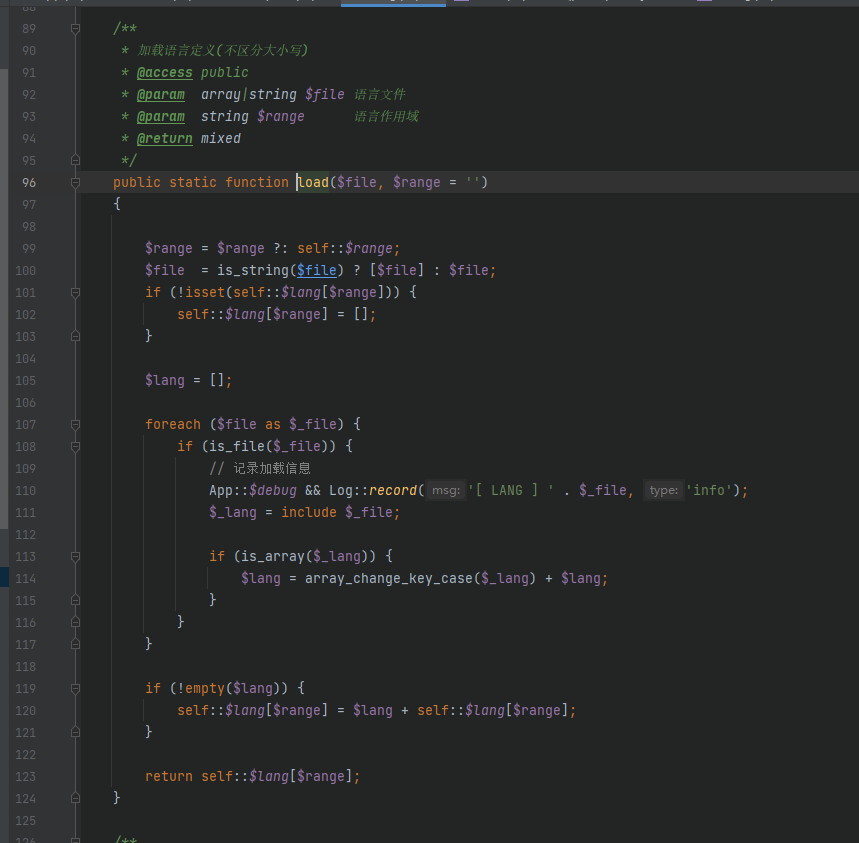 89 /**
90 * 加载语言定义(不区分大小写)
91 * @access public
92 * @param  array|string $file 语言文件
93 * @param  string $range      语言作用域
94 * @return mixed
95 */
96 public static function load($file, $range = '')
97 {
98
99 $range = $range ?: self::$range;
100 $file  = is_string($file) ? [$file] : $file;
101 if (!isset(self::$lang[$range])) {
102 self::$lang[$range] = [];
103 }
104
105 $lang = [];
106
107 foreach ($file as $_file) {
108 if (is_file($_file)) {
109 // 记录加载信息
110 App::$debug && Log::record( msg: '[ LANG ] ' . $_file, type: 'info');
111 $_lang = include $_file;
112
113 if (is_array($_lang)) {
114 $lang = array_change_key_case($_lang) + $lang;
115 }
116 }
117 }
118
119 if (!empty($lang)) {
120 self::$lang[$range] = $lang + self::$lang[$range];
121 }
122
123 return self::$lang[$range];
124 }
125